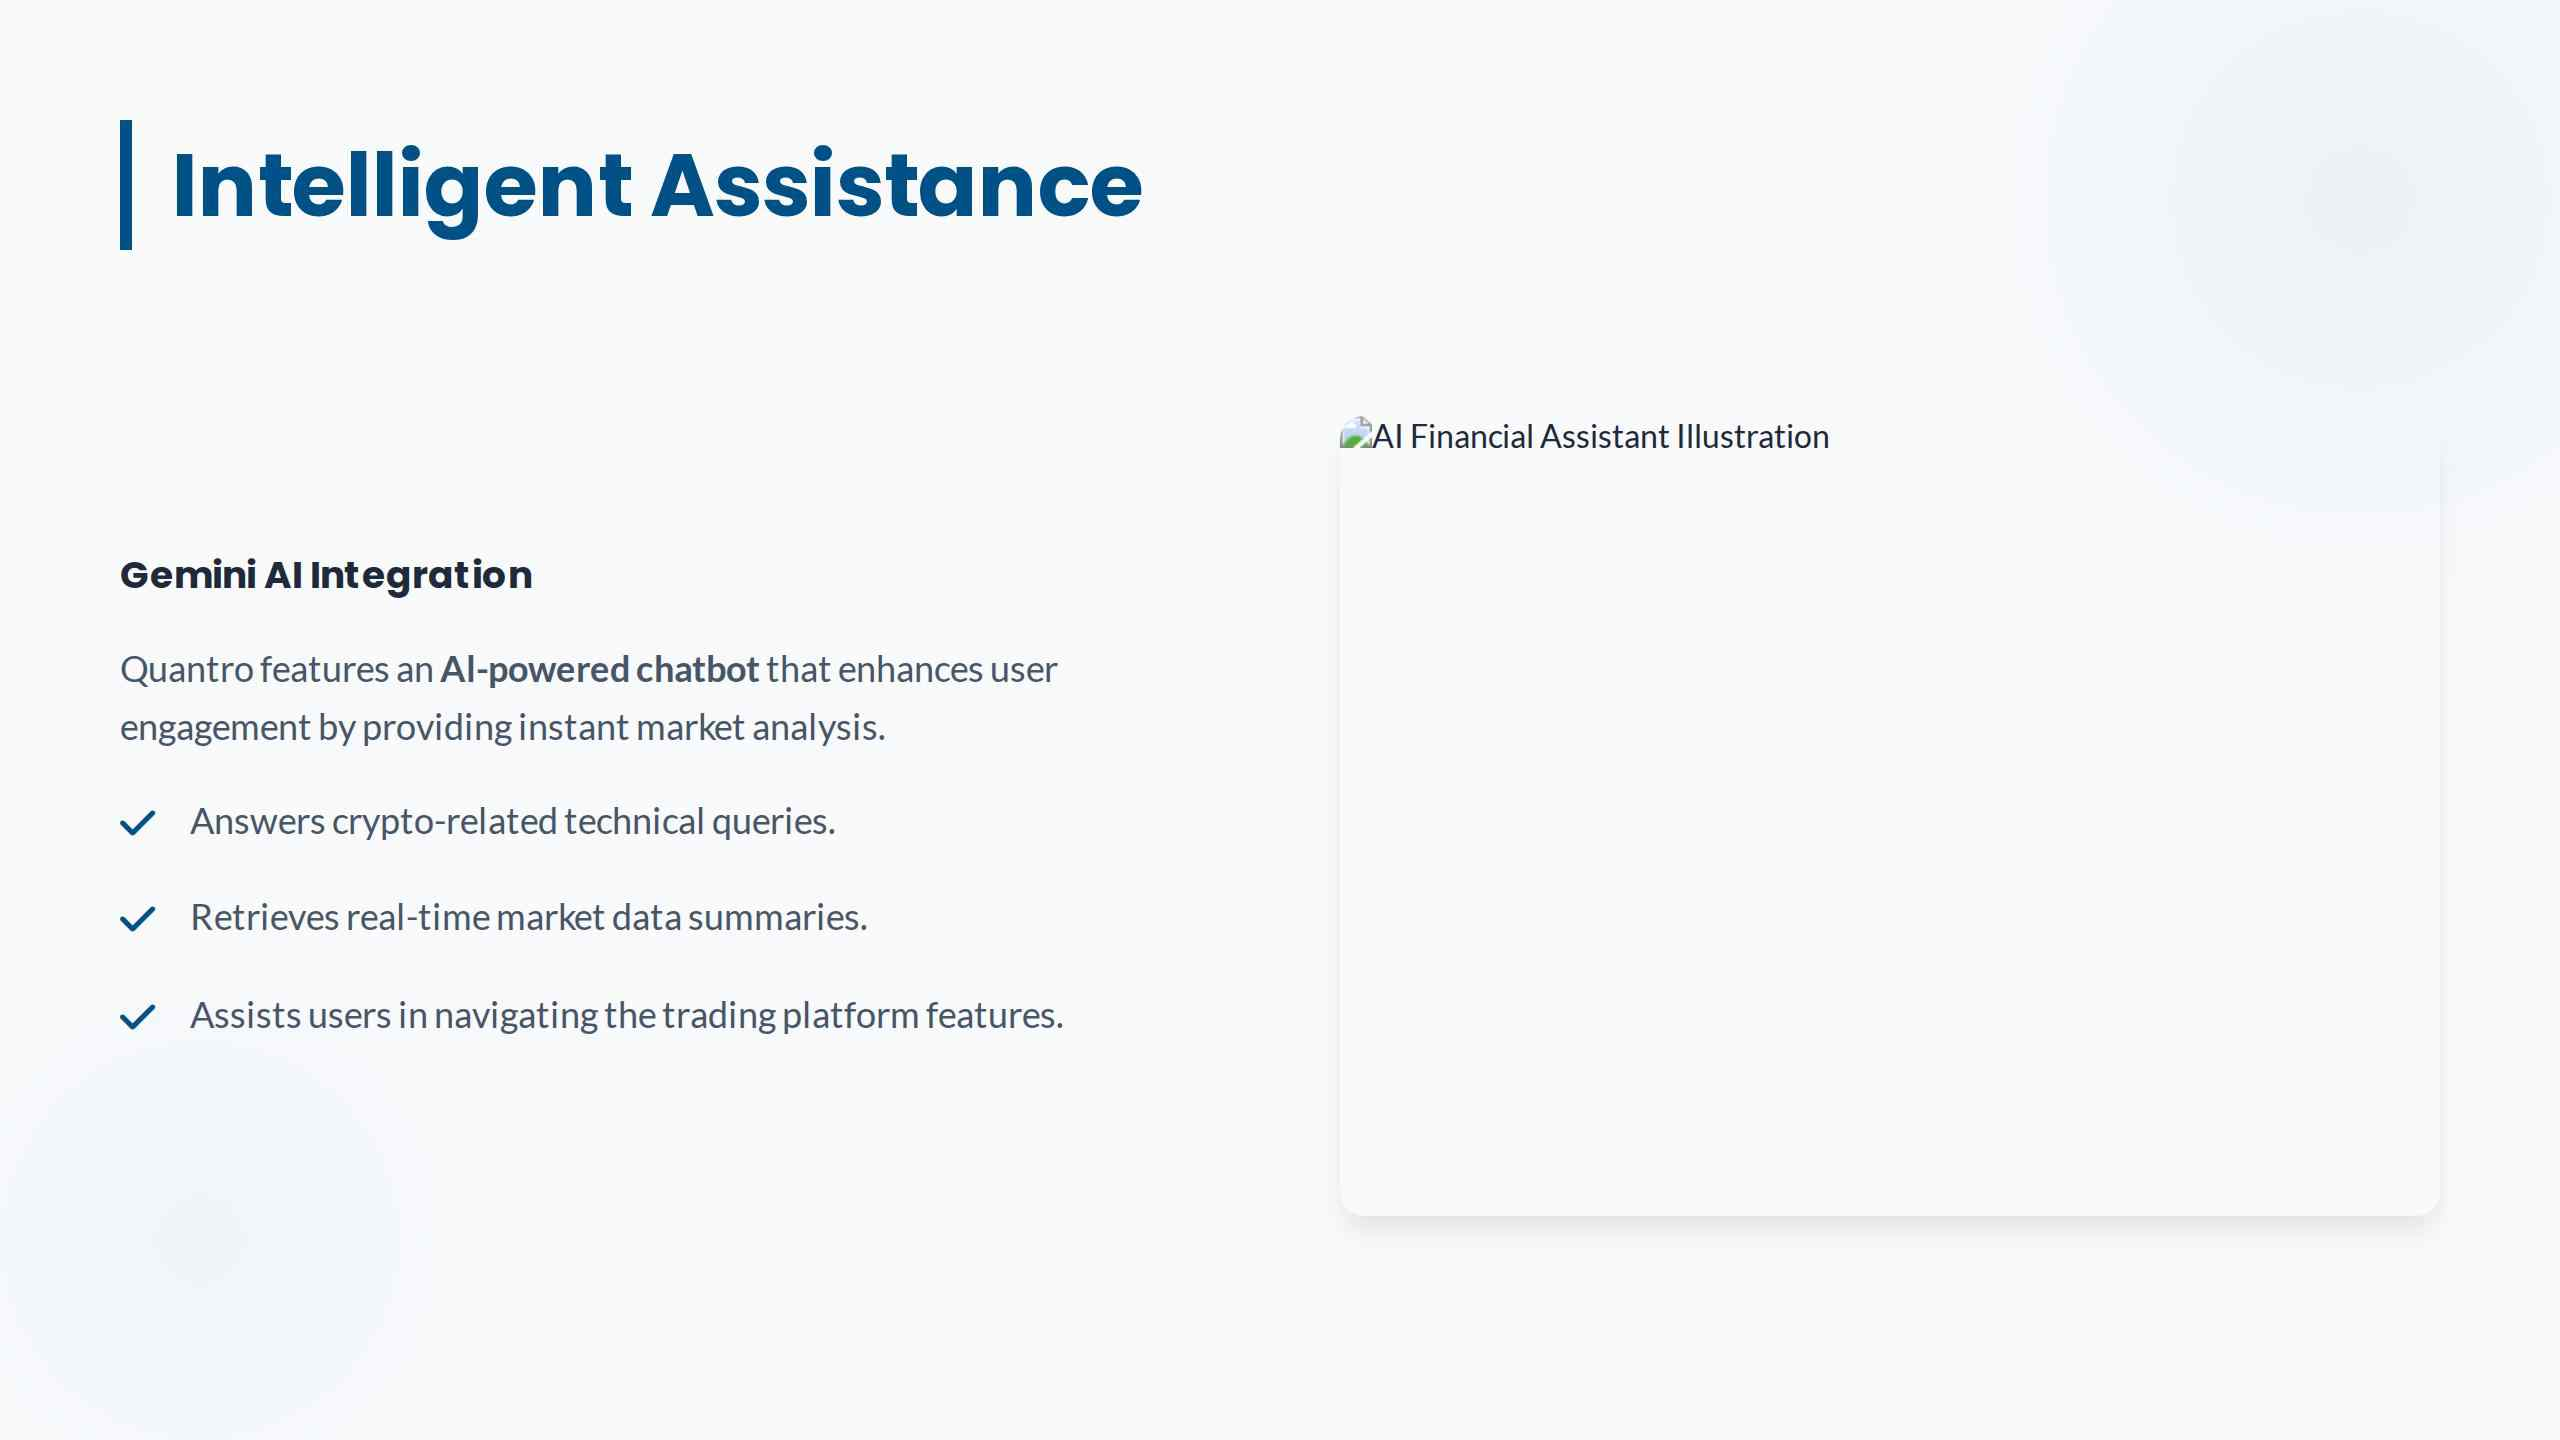 Intelligent Assistance
Gemini AI Integration
Quantro features an AI-powered chatbot that enhances user
engagement by providing instant market analysis.
Answers crypto-related technical queries.
Retrieves real-time market data summaries.
Assists users in navigating the trading platform features.
AI Financial Assistant Illustration